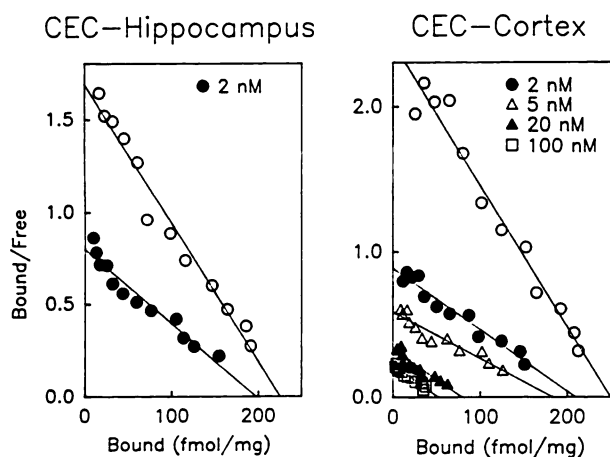 CEC–Hippocampus
CEC–Cortex
● 2 nM
● 2 nM
△ 5 nM
▲ 20 nM
□ 100 nM
Bound/Free
1.5
1.0
0.5
0.0
2.0
1.0
0.0
0 100 200
0 100 200
Bound (fmol/mg)
Bound (fmol/mg)